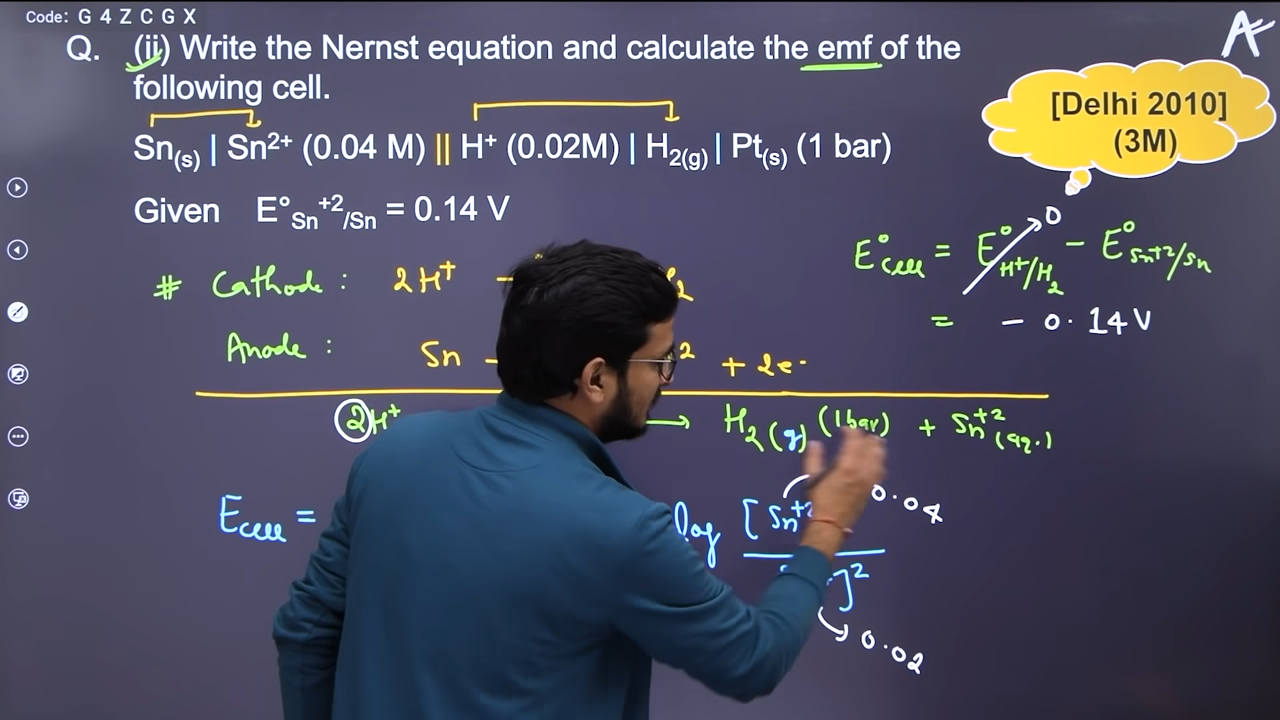 Code: G 4 Z C G X
A
Q. (ii) Write the Nernst equation and calculate the emf of the
following cell.
[Delhi 2010]
(3M)
Sn(s) | Sn²⁺ (0.04 M) || H⁺ (0.02M) | H₂(g) | Pt(s) (1 bar)
Given E° Sn⁺²/Sn = 0.14 V
0
E°cell = E°H⁺/H₂ − E°Sn⁺²/Sn
= − 0.14 V
# Cathode : 2H⁺
Anode : Sn + 2e⁻
2H⁺ → H₂(g) (1bar) + Sn⁺²(aq.)
Ecell = log [Sn⁺²
]²
0.04
0.02